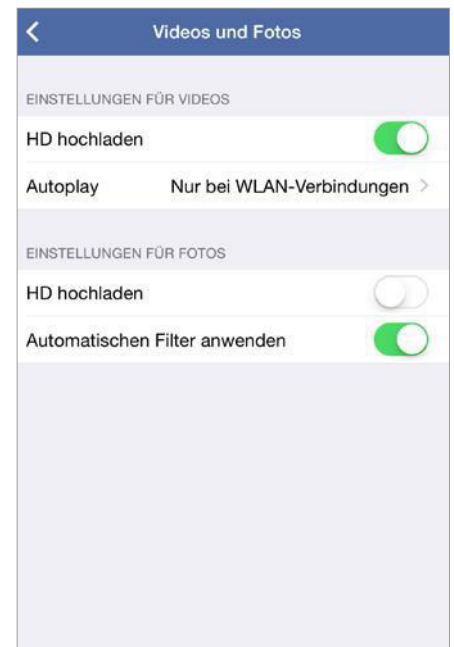 Videos und Fotos
EINSTELLUNGEN FÜR VIDEOS
HD hochladen
Autoplay Nur bei WLAN-Verbindungen
EINSTELLUNGEN FÜR FOTOS
HD hochladen
Automatischen Filter anwenden